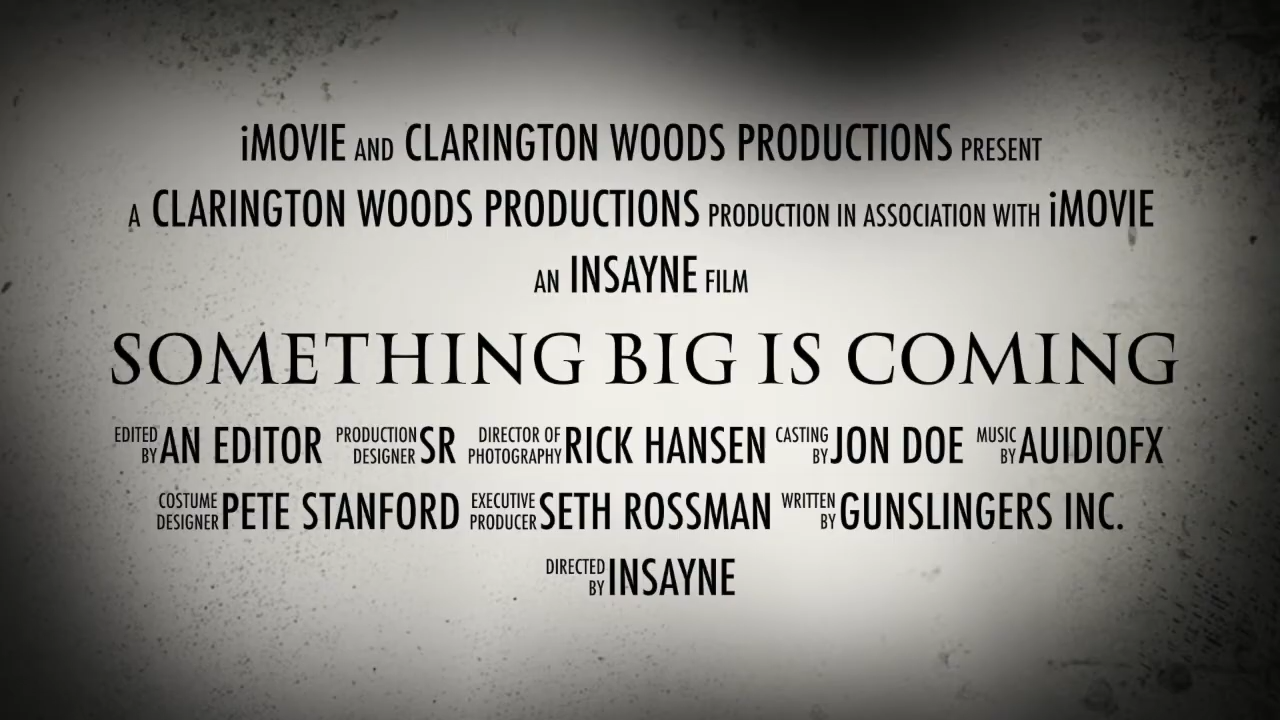 iMOVIE AND CLARINGTON WOODS PRODUCTIONS PRESENT
A CLARINGTON WOODS PRODUCTIONS PRODUCTION IN ASSOCIATION WITH iMOVIE
AN INSAYNE FILM
SOMETHING BIG IS COMING
EDITED BY AN EDITOR PRODUCTION DESIGNER SR DIRECTOR OF PHOTOGRAPHY RICK HANSEN CASTING BY JON DOE MUSIC BY AUIDIOFX
COSTUME DESIGNER PETE STANFORD EXECUTIVE PRODUCER SETH ROSSMAN WRITTEN BY GUNSLINGERS INC.
DIRECTED BY INSAYNE